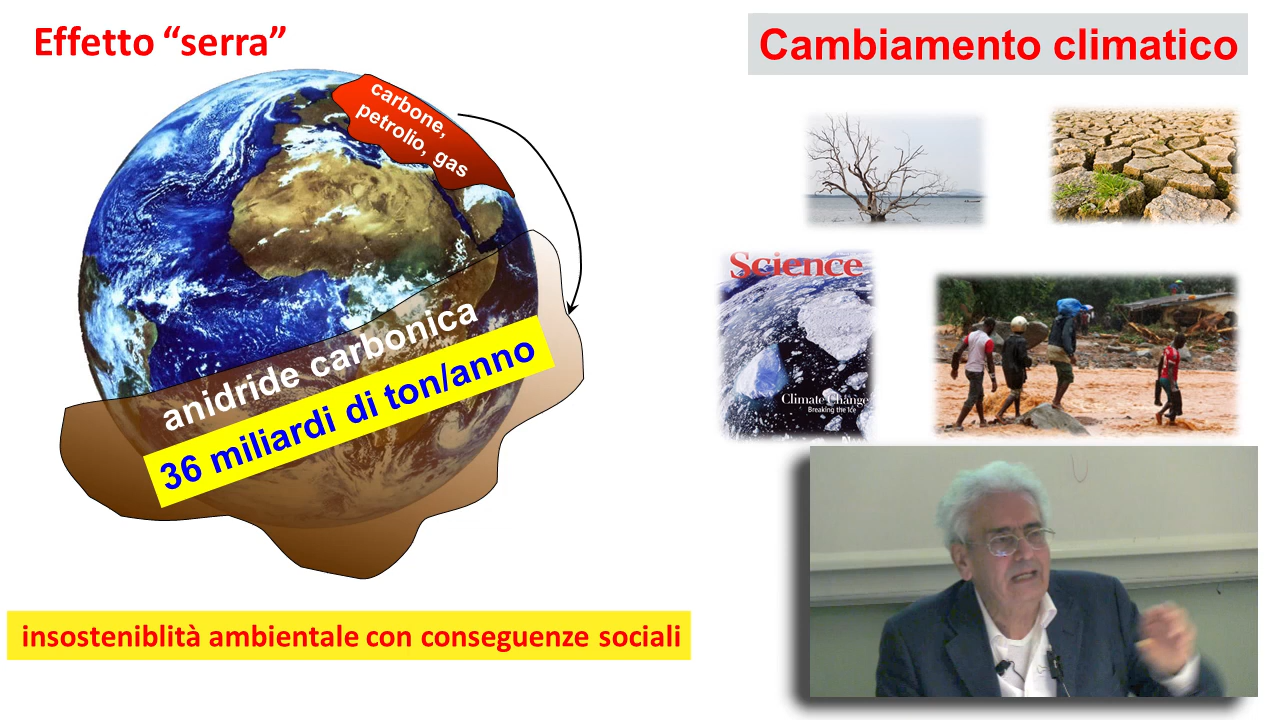 Effetto “serra”
Cambiamento climatico
carbone,
petrolio, gas
anidride carbonica
36 miliardi di ton/anno
Science
Climate Change
Breaking the Ice
insosteniblità ambientale con conseguenze sociali